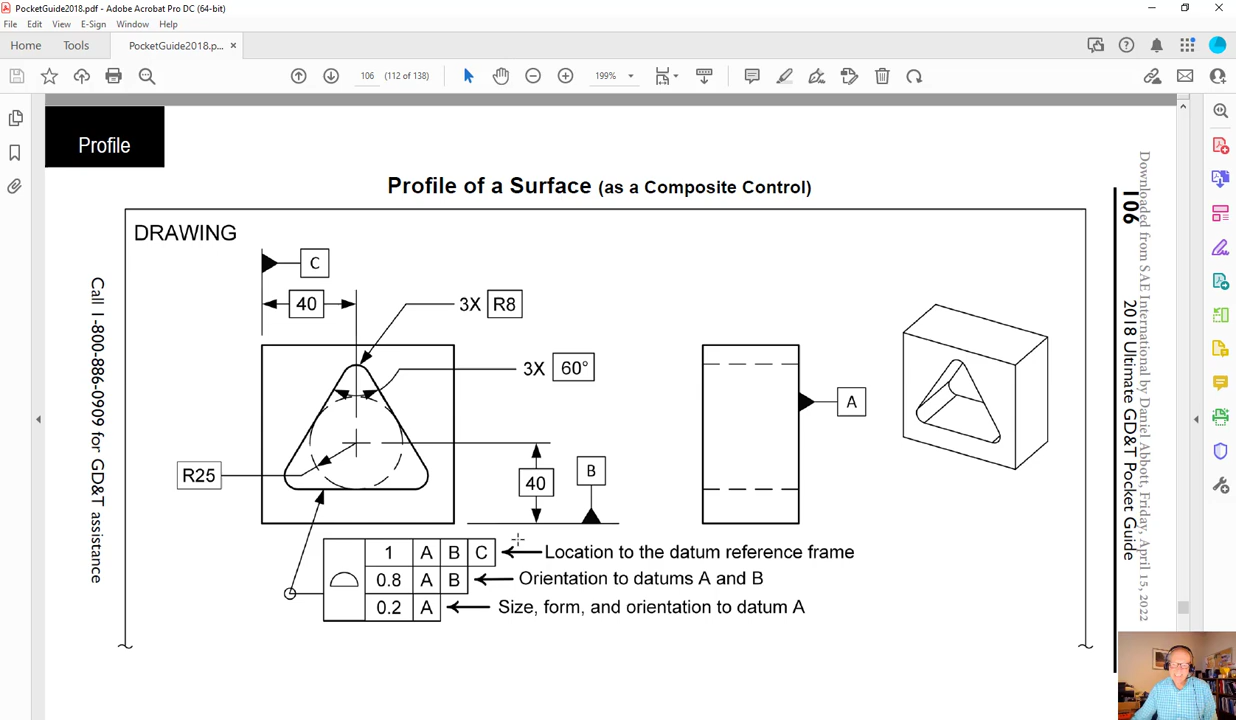 PocketGuide2018.pdf - Adobe Acrobat Pro DC (64-bit)
File Edit View E-Sign Window Help
Home Tools PocketGuide2018.p... ×
106 (112 of 138) 199%
Profile
Profile of a Surface (as a Composite Control)
DRAWING
C
40
3X R8
3X 60°
A
R25
40
B
1 A B C Location to the datum reference frame
0.8 A B Orientation to datums A and B
0.2 A Size, form, and orientation to datum A
Call 1-800-886-0909 for GD&T assistance
106
2018 Ultimate GD&T Pocket Guide
Downloaded from SAE International by Daniel Abbott, Friday, April 15, 2022